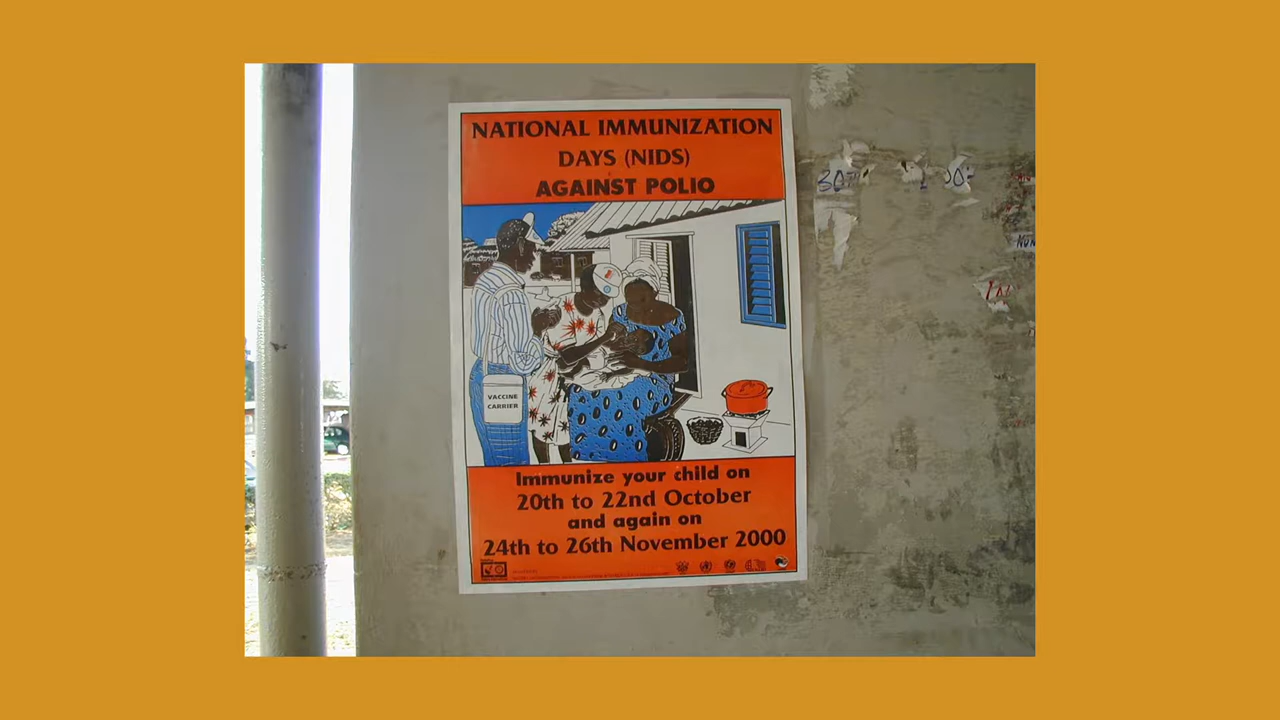 NATIONAL IMMUNIZATION
DAYS (NIDS)
AGAINST POLIO
VACCINE
CARRIER
Immunize your child on
20th to 22nd October
and again on
24th to 26th November 2000